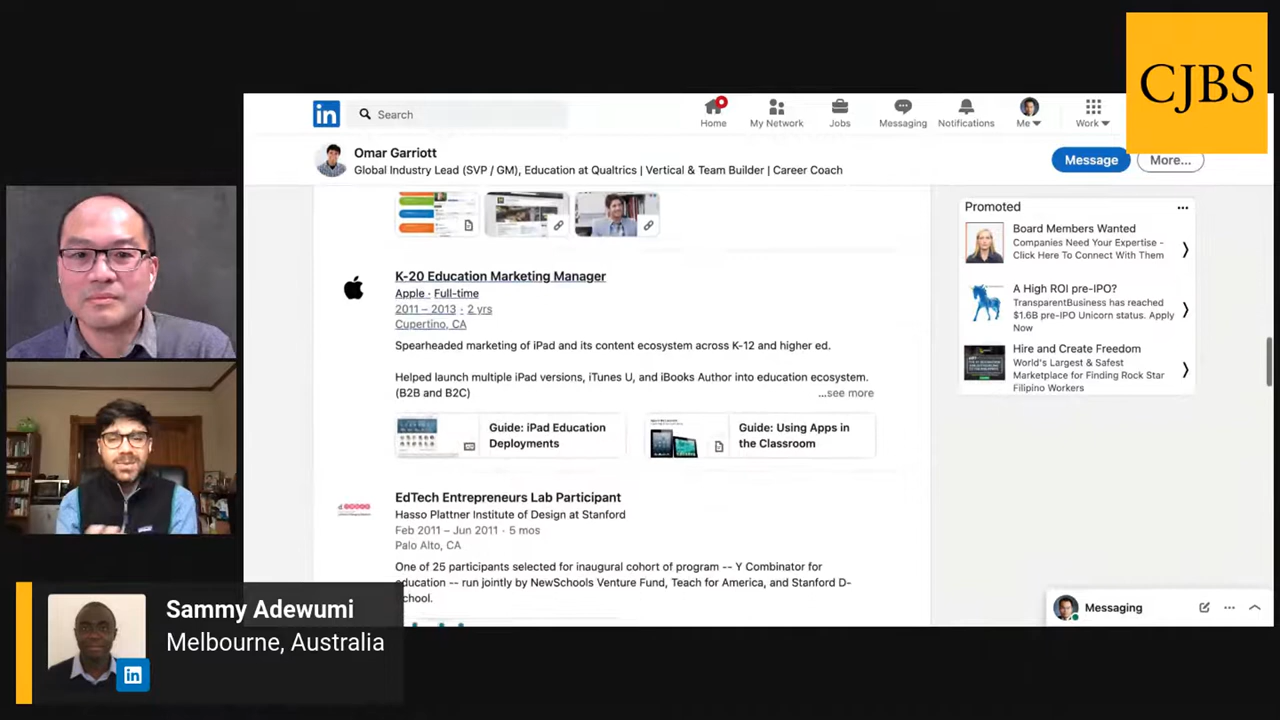 CJBS
in
Search
Home
My Network
Jobs
Messaging
Notifications
Me
Work
Omar Garriott
Global Industry Lead (SVP / GM), Education at Qualtrics | Vertical & Team Builder | Career Coach
Message
More...
K-20 Education Marketing Manager
Apple · Full-time
2011 – 2013 · 2 yrs
Cupertino, CA
Spearheaded marketing of iPad and its content ecosystem across K-12 and higher ed.
Helped launch multiple iPad versions, iTunes U, and iBooks Author into education ecosystem.
(B2B and B2C)
...see more
Guide: iPad Education
Deployments
Guide: Using Apps in
the Classroom
EdTech Entrepreneurs Lab Participant
Hasso Plattner Institute of Design at Stanford
Feb 2011 – Jun 2011 · 5 mos
Palo Alto, CA
One of 25 participants selected for inaugural cohort of program -- Y Combinator for
education -- run jointly by NewSchools Venture Fund, Teach for America, and Stanford D-
school.
Promoted
Board Members Wanted
Companies Need Your Expertise -
Click Here To Connect With Them
A High ROI pre-IPO?
TransparentBusiness has reached
$1.6B pre-IPO Unicorn status. Apply
Now
Hire and Create Freedom
World's Largest & Safest
Marketplace for Finding Rock Star
Filipino Workers
Messaging
Sammy Adewumi
Melbourne, Australia
in